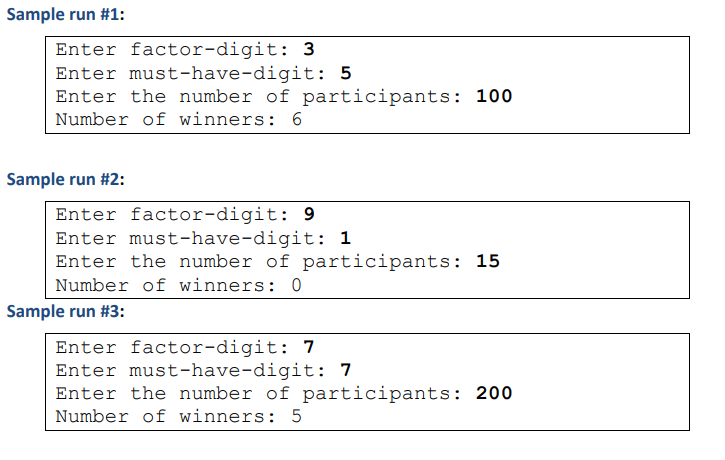 Sample run #1:
Enter factor-digit: 3
Enter must-have-digit: 5
Enter the number of participants: 100
Number of winners: 6
Sample run #2:
Enter factor-digit: 9
Enter must-have-digit: 1
Enter the number of participants: 15
Number of winners: 0
Sample run #3:
Enter factor-digit: 7
Enter must-have-digit: 7
Enter the number of participants: 200
Number of winners: 5